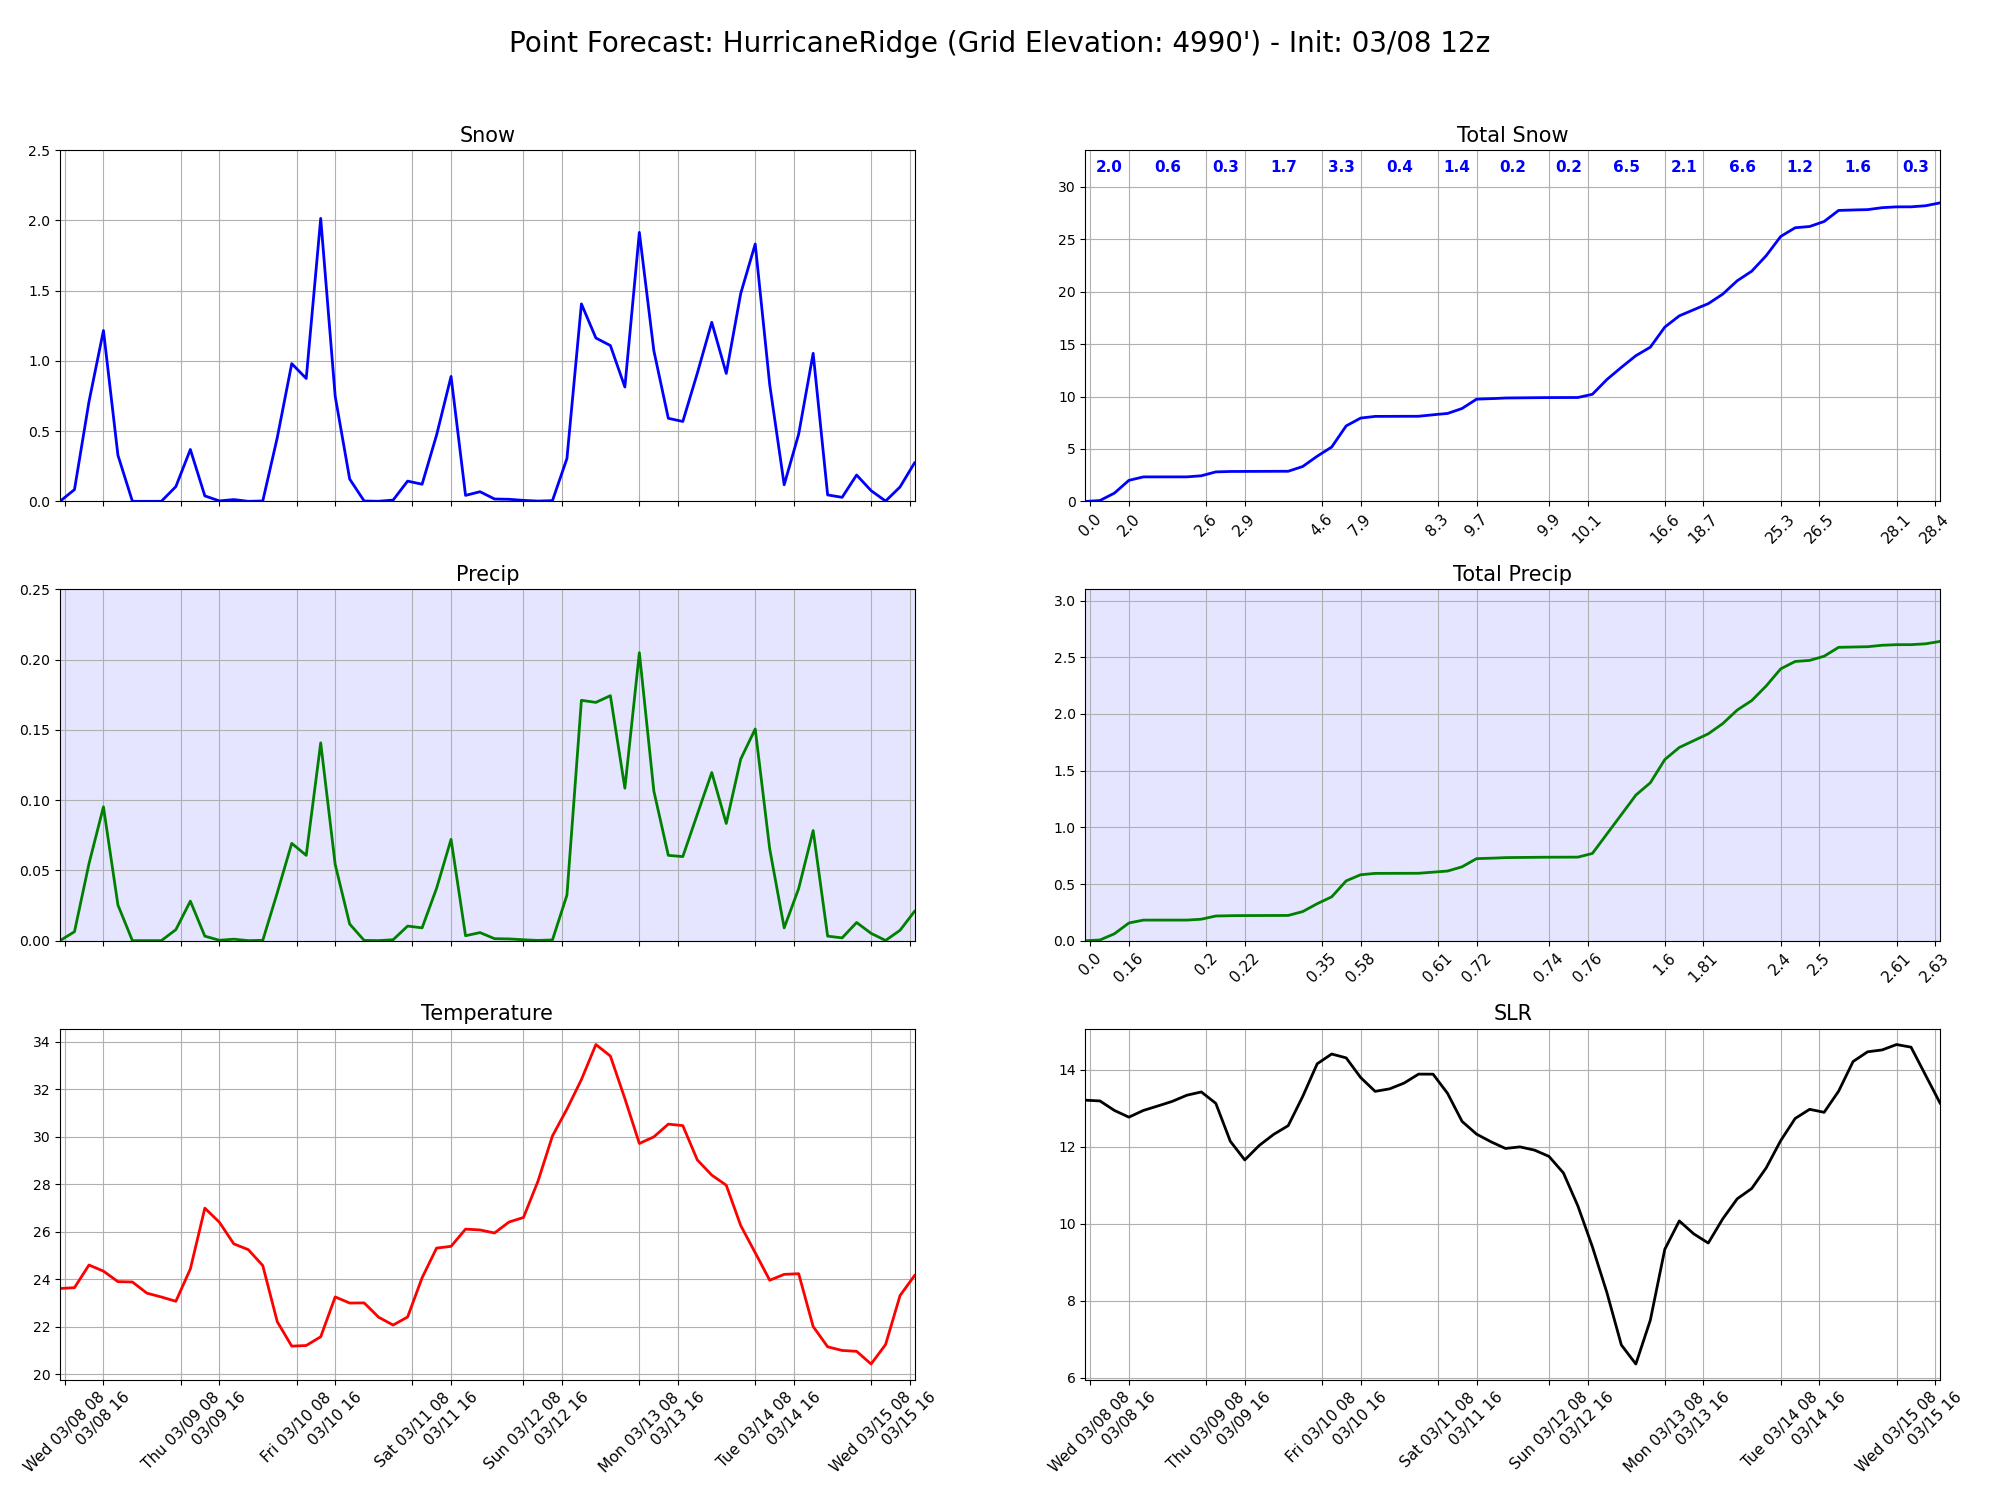 Point Forecast: HurricaneRidge (Grid Elevation: 4990') - Init: 03/08 12z
Snow
2.5
2.0
1.5
1.0
0.5
0.0
Total Snow
2.0 0.6 0.3 1.7 3.3 0.4 1.4 0.2 0.2 6.5 2.1 6.6 1.2 1.6 0.3
30
25
20
15
10
5
0
0.0 2.0 2.6 2.9 4.6 7.9 8.3 9.7 9.9 10.1 16.6 18.7 25.3 26.5 28.1 28.4
Precip
0.25
0.20
0.15
0.10
0.05
0.00
Total Precip
3.0
2.5
2.0
1.5
1.0
0.5
0.0
0.0 0.16 0.2 0.22 0.35 0.58 0.61 0.72 0.74 0.76 1.6 1.81 2.4 2.5 2.61 2.63
Temperature
34
32
30
28
26
24
22
20
Wed 03/08 08
03/08 16
Thu 03/09 08
03/09 16
Fri 03/10 08
03/10 16
Sat 03/11 08
03/11 16
Sun 03/12 08
03/12 16
Mon 03/13 08
03/13 16
Tue 03/14 08
03/14 16
Wed 03/15 08
03/15 16
SLR
14
12
10
8
6
Wed 03/08 08
03/08 16
Thu 03/09 08
03/09 16
Fri 03/10 08
03/10 16
Sat 03/11 08
03/11 16
Sun 03/12 08
03/12 16
Mon 03/13 08
03/13 16
Tue 03/14 08
03/14 16
Wed 03/15 08
03/15 16